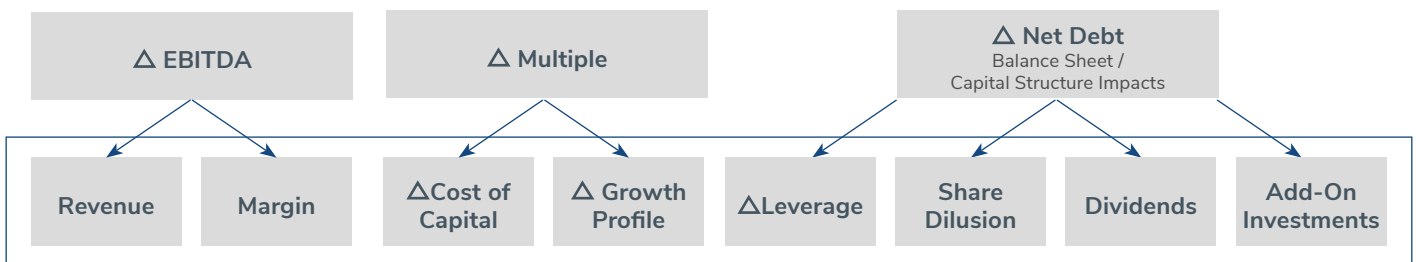 △ EBITDA
△ Multiple
△ Net Debt
Balance Sheet /
Capital Structure Impacts
Revenue
Margin
△Cost of
Capital
△ Growth
Profile
△Leverage
Share
Dilusion
Dividends
Add-On
Investments